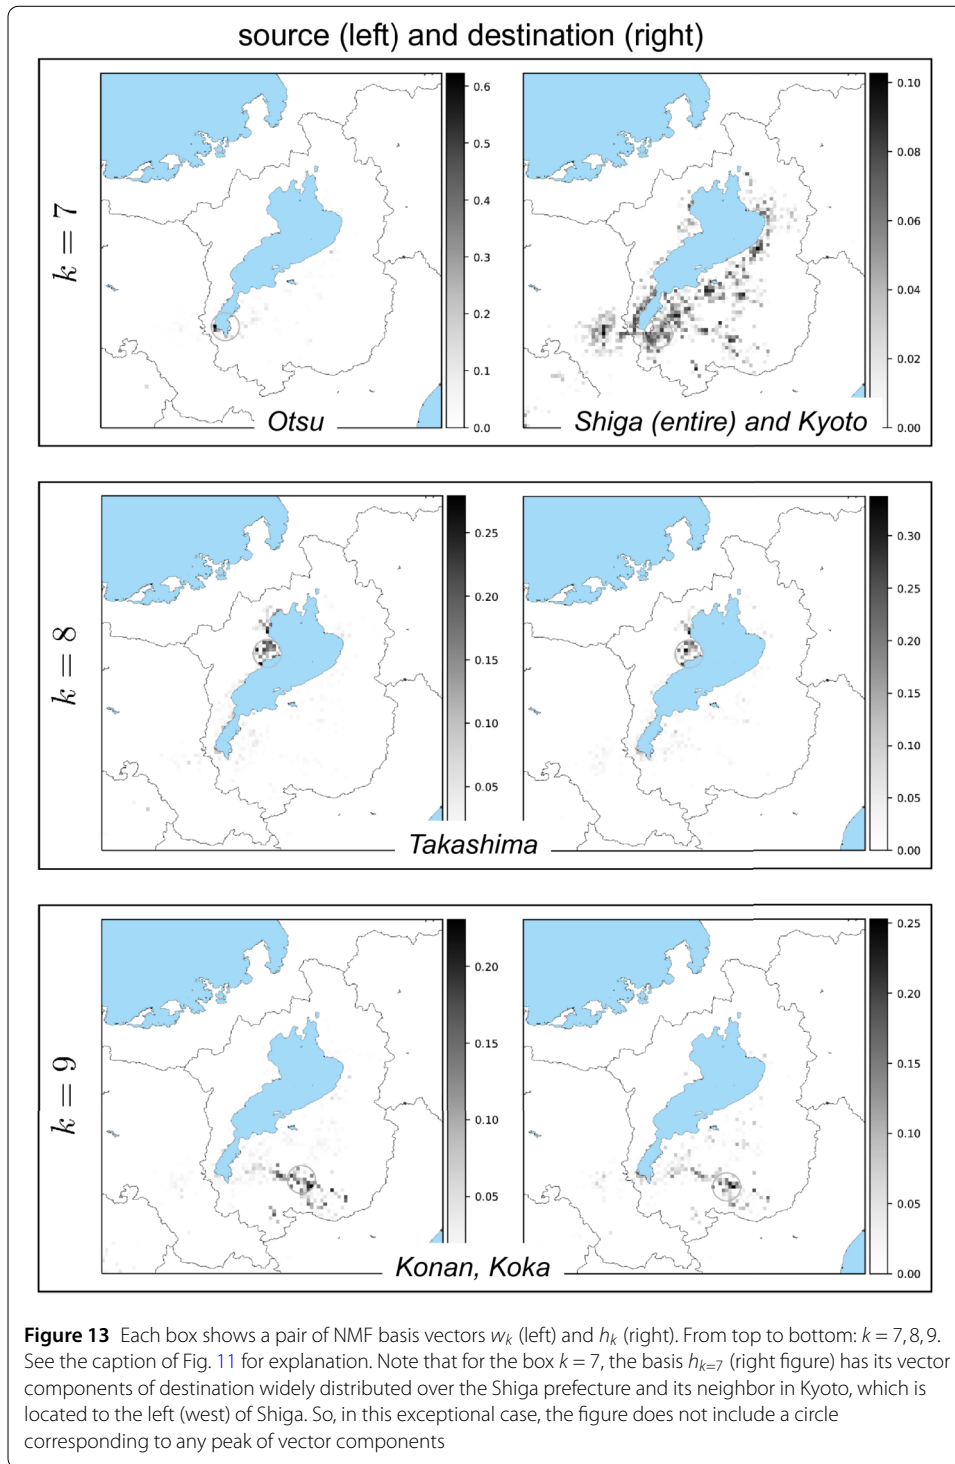 source (left) and destination (right)
k = 7
0.6
0.5
0.4
0.3
0.2
0.1
0.0
Otsu
0.10
0.08
0.06
0.04
0.02
0.00
Shiga (entire) and Kyoto
k = 8
0.25
0.20
0.15
0.10
0.05
0.30
0.25
0.20
0.15
0.10
0.05
0.00
Takashima
k = 9
0.20
0.15
0.10
0.05
0.25
0.20
0.15
0.10
0.05
0.00
Konan, Koka
Figure 13 Each box shows a pair of NMF basis vectors wk (left) and hk (right). From top to bottom: k = 7, 8, 9.
See the caption of Fig. 11 for explanation. Note that for the box k = 7, the basis hk=7 (right figure) has its vector
components of destination widely distributed over the Shiga prefecture and its neighbor in Kyoto, which is
located to the left (west) of Shiga. So, in this exceptional case, the figure does not include a circle
corresponding to any peak of vector components